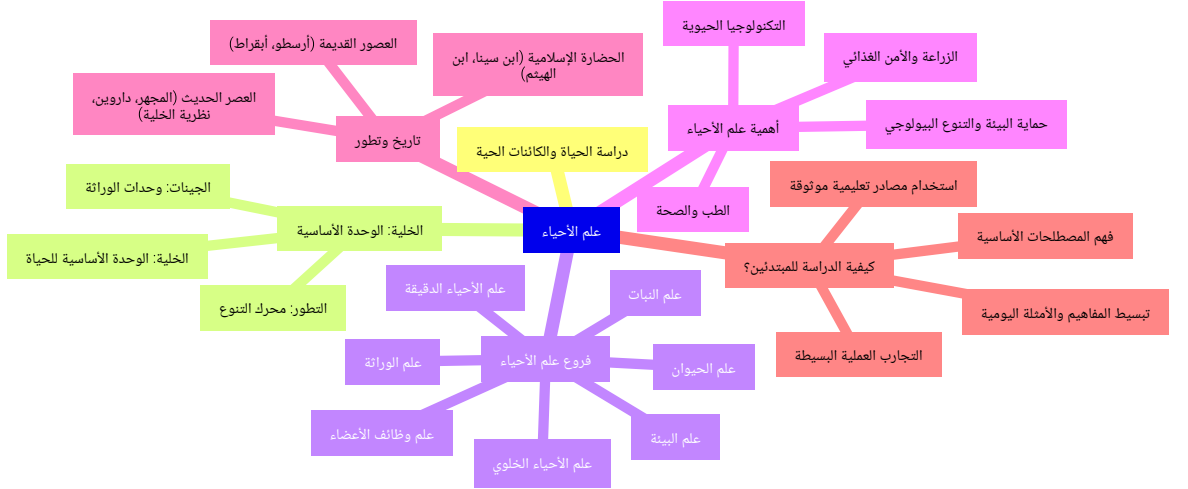 علم الأحياء
دراسة الحياة والكائنات الحية
تاريخ وتطور
العصور القديمة (أرسطو، أبقراط)
الحضارة الإسلامية (ابن سينا، ابن
الهيثم)
العصر الحديث (المجهر، داروين،
نظرية الخلية)
أهمية علم الأحياء
التكنولوجيا الحيوية
الزراعة والأمن الغذائي
حماية البيئة والتنوع البيولوجي
الطب والصحة
كيفية الدراسة للمبتدئين؟
استخدام مصادر تعليمية موثوقة
فهم المصطلحات الأساسية
تبسيط المفاهيم والأمثلة اليومية
التجارب العملية البسيطة
الخلية: الوحدة الأساسية
الجينات: وحدات الوراثة
الخلية: الوحدة الأساسية للحياة
التطور: محرك التنوع
فروع علم الأحياء
علم الأحياء الدقيقة
علم النبات
علم الوراثة
علم الحيوان
علم وظائف الأعضاء
علم البيئة
علم الأحياء الخلوي